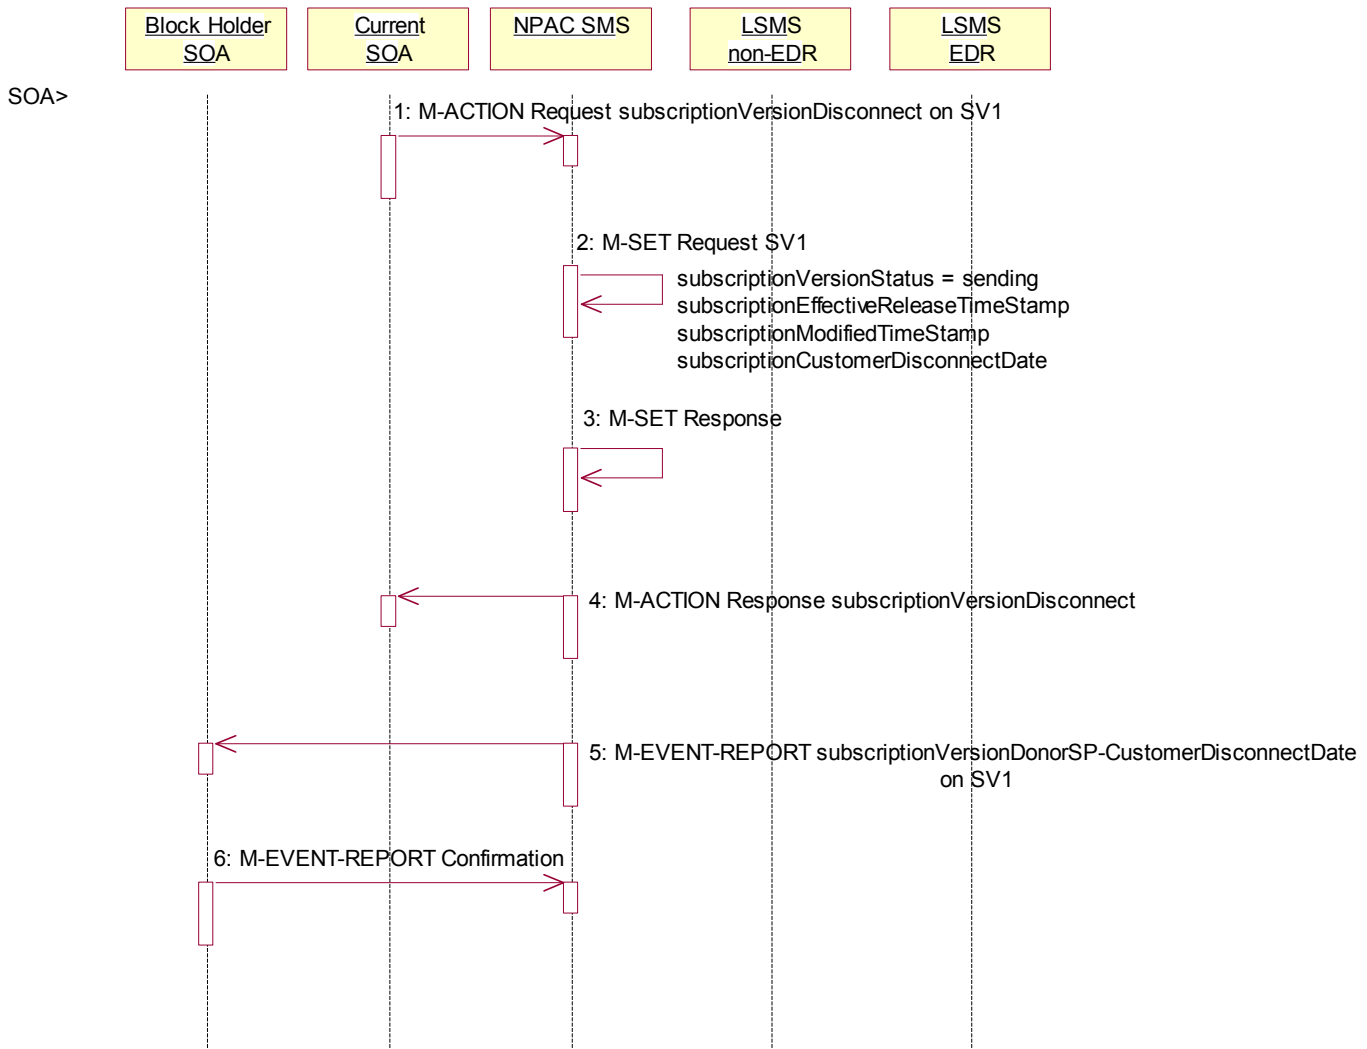 Block Holder
SOA
Current
SOA
NPAC SMS
LSMS
non-EDR
LSMS
EDR
SOA>
1: M-ACTION Request subscriptionVersionDisconnect on SV1
2: M-SET Request SV1
subscriptionVersionStatus = sending
subscriptionEffectiveReleaseTimeStamp
subscriptionModifiedTimeStamp
subscriptionCustomerDisconnectDate
3: M-SET Response
4: M-ACTION Response subscriptionVersionDisconnect
5: M-EVENT-REPORT subscriptionVersionDonorSP-CustomerDisconnectDate
on SV1
6: M-EVENT-REPORT Confirmation